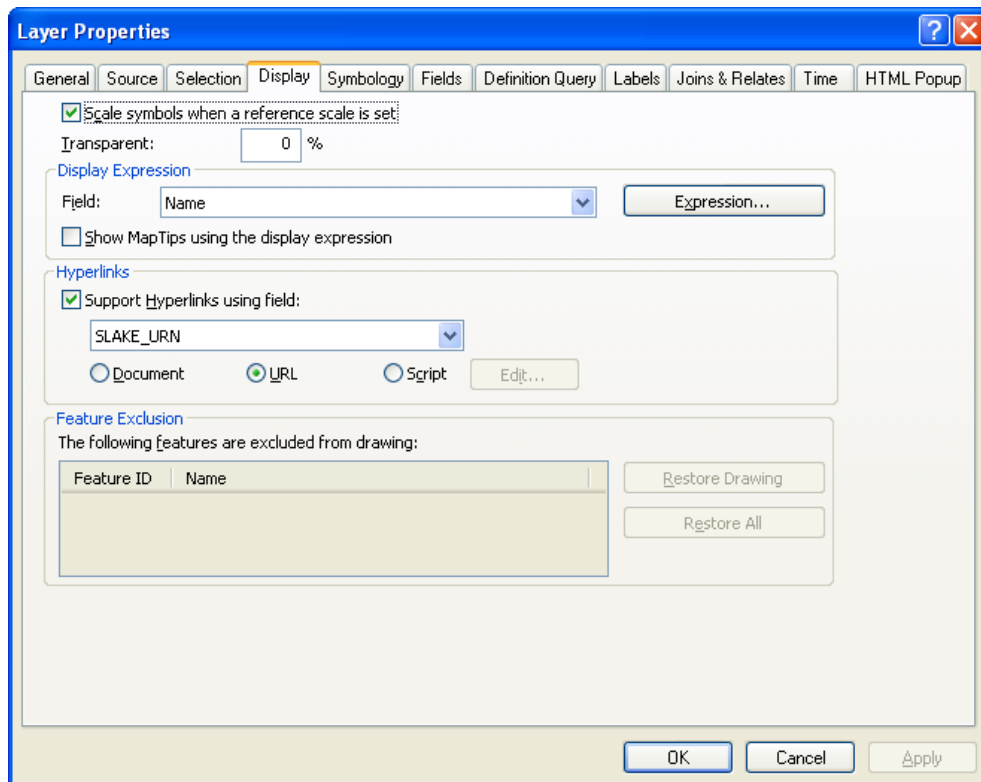 Layer Properties
General Source Selection Display Symbology Fields Definition Query Labels Joins & Relates Time HTML Popup
Scale symbols when a reference scale is set
Transparent: 0 %
Display Expression
Field: Name Expression...
Show MapTips using the display expression
Hyperlinks
Support Hyperlinks using field:
SLAKE_URN
Document URL Script Edit...
Feature Exclusion
The following features are excluded from drawing:
Feature ID Name Restore Drawing
Restore All
OK Cancel Apply